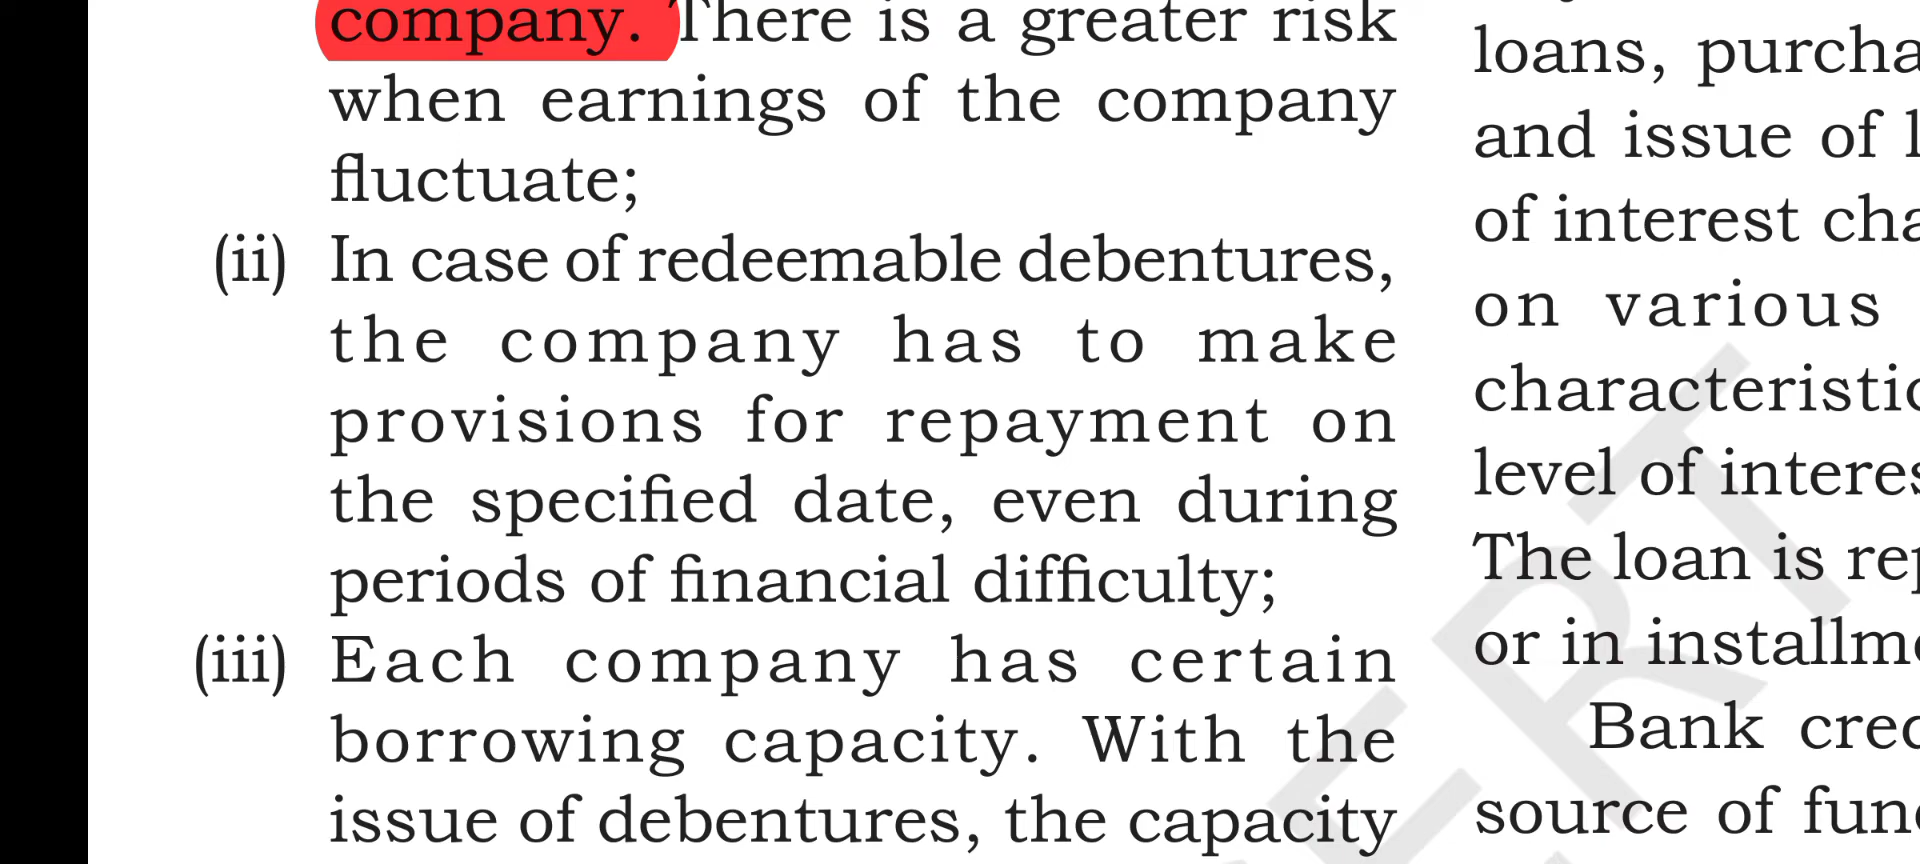 company. There is a greater risk
when earnings of the company
fluctuate;
(ii) In case of redeemable debentures,
the company has to make
provisions for repayment on
the specified date, even during
periods of financial difficulty;
(iii) Each company has certain
borrowing capacity. With the
issue of debentures, the capacity
loans,
and issue of
of interest
on various
level of
The loan is
or in
Bank
source of